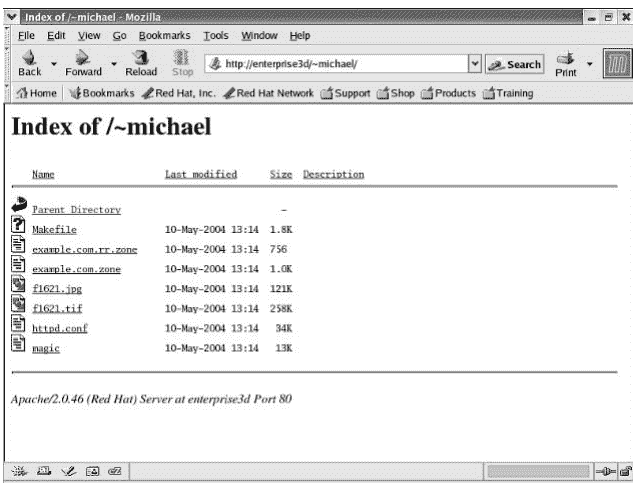 Index of /~michael - Mozilla
File Edit View Go Bookmarks Tools Window Help
Back Forward Reload Stop http://enterprise3d/~michael/ Search Print
Home Bookmarks Red Hat, Inc. Red Hat Network Support Shop Products Training
Index of /~michael
Name Last modified Size Description
Parent Directory -
Makefile 10-May-2004 13:14 1.8K
example.com.rr.zone 10-May-2004 13:14 756
example.com.zone 10-May-2004 13:14 1.0K
f1621.jpg 10-May-2004 13:14 121K
f1621.tif 10-May-2004 13:14 258K
httpd.conf 10-May-2004 13:14 34K
magic 10-May-2004 13:14 13K
Apache/2.0.46 (Red Hat) Server at enterprise3d Port 80